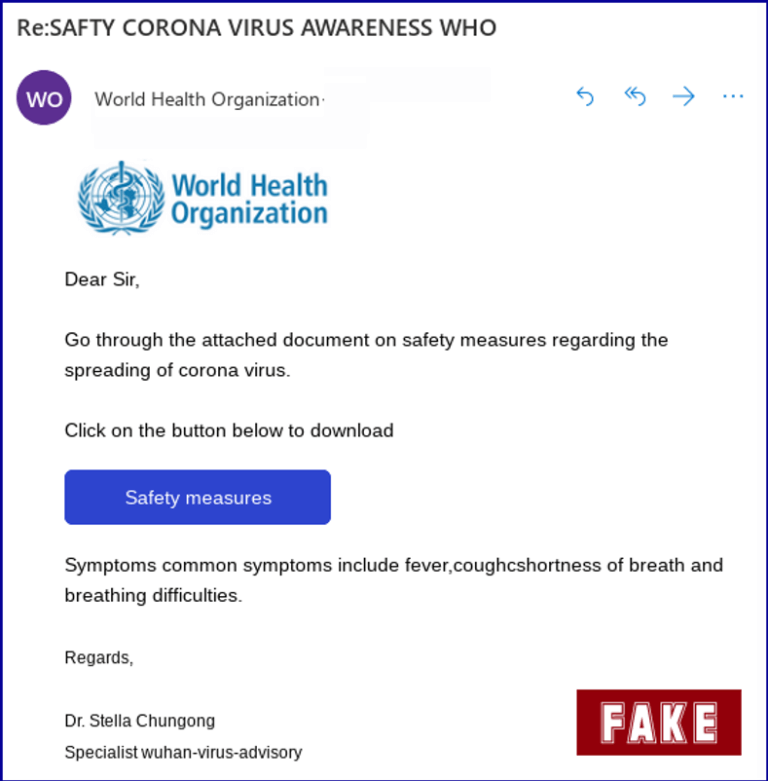 Re:SAFTY CORONA VIRUS AWARENESS WHO
WO
World Health Organization
World Health
Organization
Dear Sir,
Go through the attached document on safety measures regarding the
spreading of corona virus.
Click on the button below to download
Safety measures
Symptoms common symptoms include fever,coughcshortness of breath and
breathing difficulties.
Regards,
Dr. Stella Chungong
Specialist wuhan-virus-advisory
FAKE